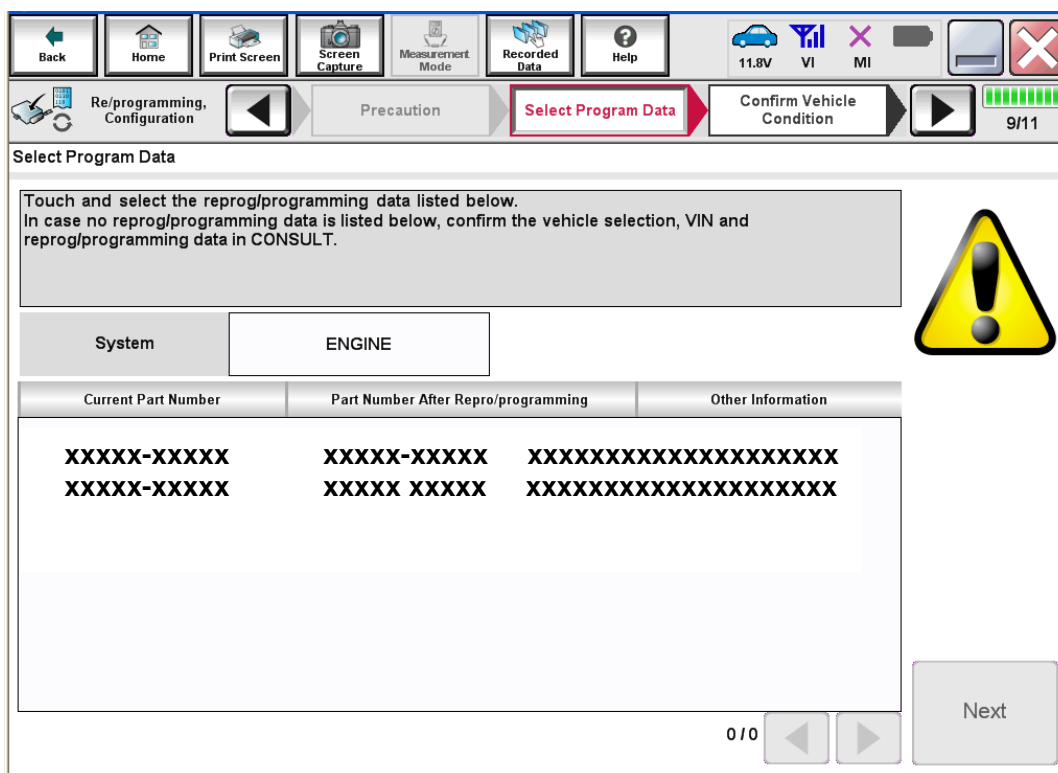 Back
Home
Print Screen
Screen Capture
Measurement Mode
Recorded Data
Help
11.8V
VI
MI
Re/programming, Configuration
Precaution
Select Program Data
Confirm Vehicle Condition
9/11
Select Program Data
Touch and select the reprog/programming data listed below.
In case no reprog/programming data is listed below, confirm the vehicle selection, VIN and
reprog/programming data in CONSULT.
System
ENGINE
Current Part Number
Part Number After Repro/programming
Other Information
XXXXX-XXXXX XXXXX-XXXXX XXXXXXXXXXXXXXXXXXXX
XXXXX-XXXXX XXXXX XXXXX XXXXXXXXXXXXXXXXXXXX
0/0
Next